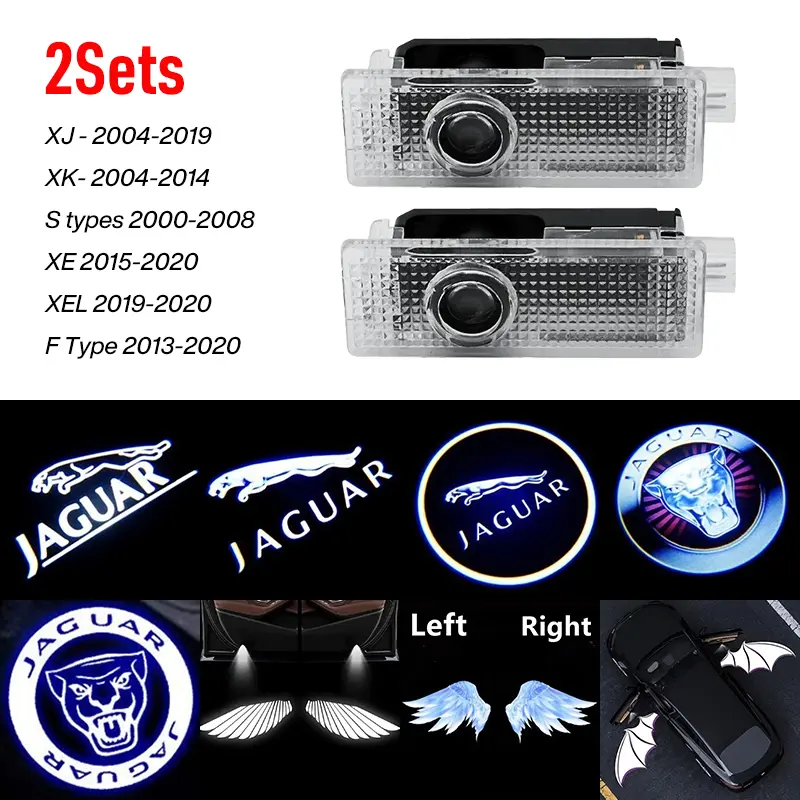 2Sets
XJ - 2004-2019
XK- 2004-2014
S types 2000-2008
XE 2015-2020
XEL 2019-2020
F Type 2013-2020
JAGUAR
JAGUAR
JAGUAR
JAGUAR
JAGUAR
JAGUAR
Left
Right